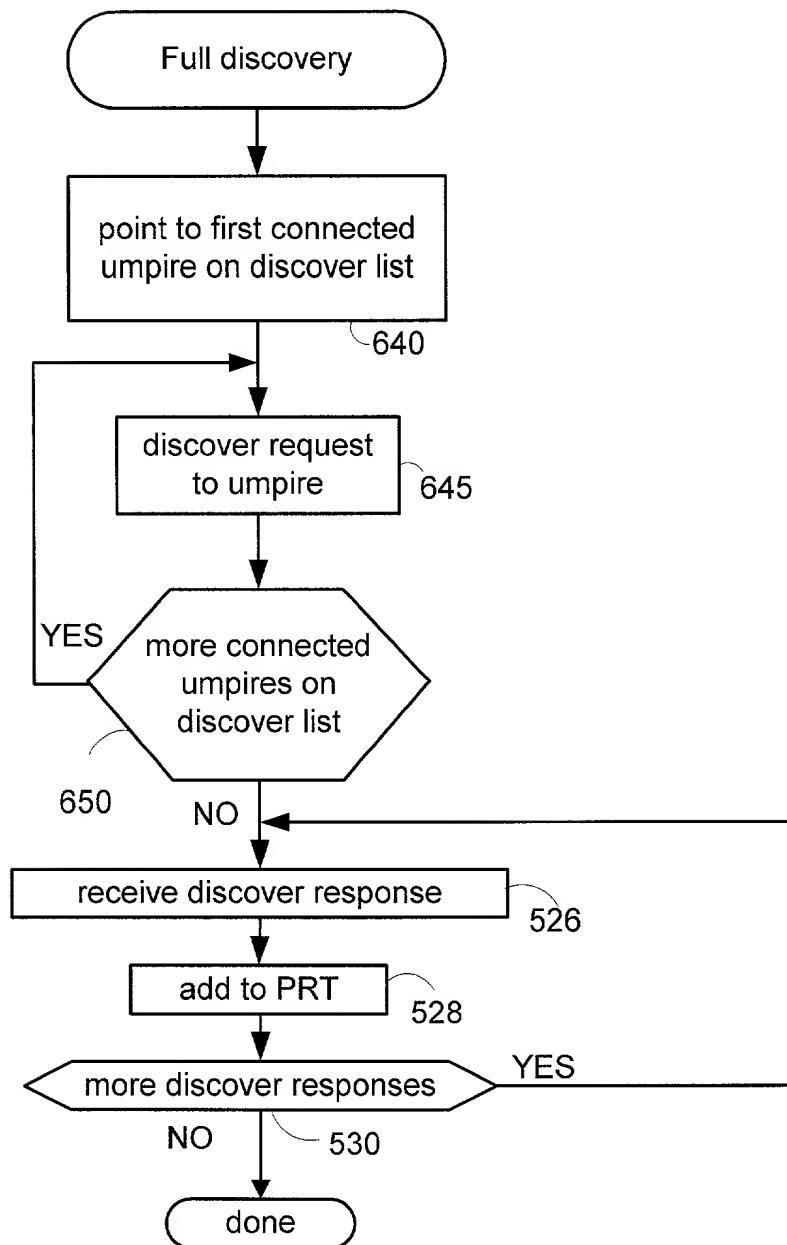 Full discovery
point to first connected
umpire on discover list
640
discover request
to umpire
645
YES
more connected
umpires on
discover list
650
NO
receive discover response
526
add to PRT
528
more discover responses
YES
530
NO
done